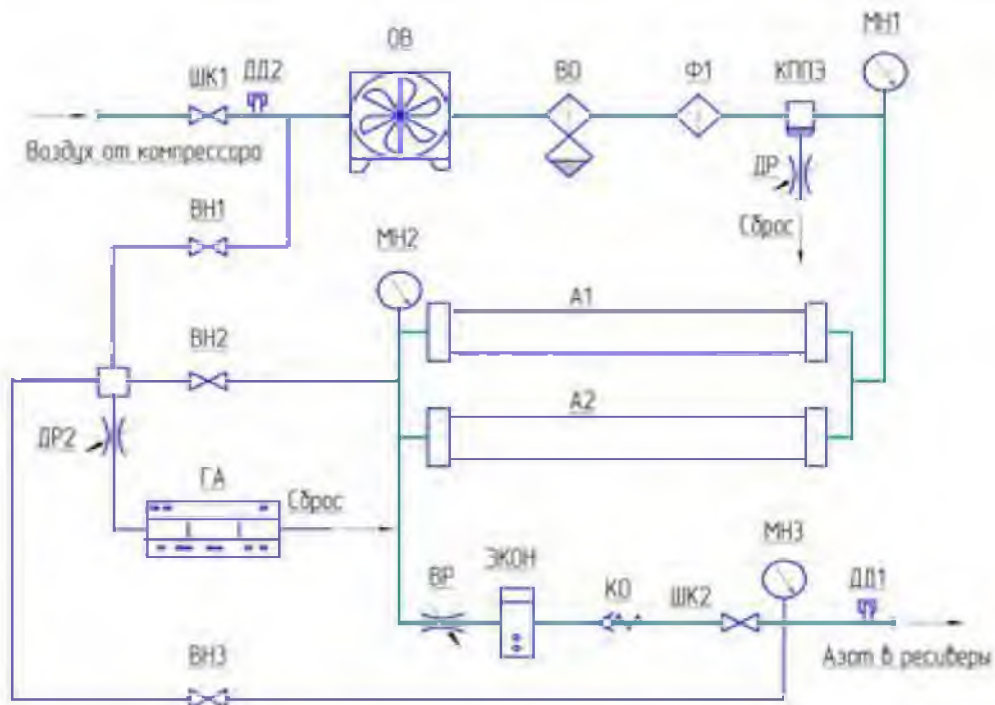 МН1
ОВ
ШК1 ДД2 ВО Ф1 КППЭ
Воздух от компрессора
ДР
ВН1
Сброс
МН2
А1
ВН2
А2
ДР2
ГА
Сброс
МН3
ВР ЭКОН КО ШК2 ДД1
ВН3
Азот в ресиверы